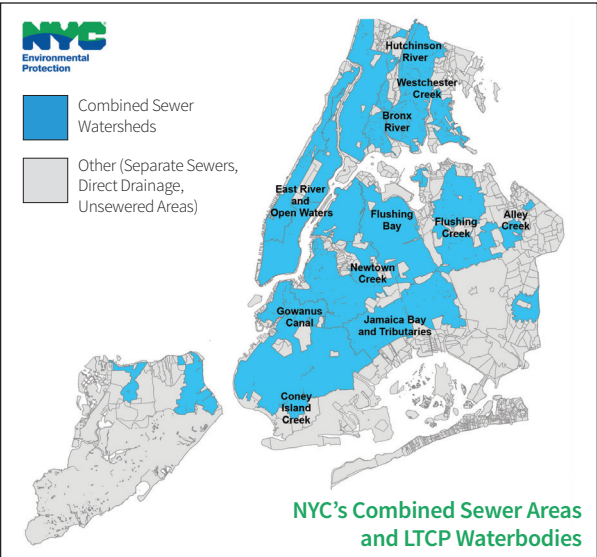 NYC
Environmental
Protection
Combined Sewer
Watersheds
Other (Separate Sewers,
Direct Drainage,
Unsewered Areas)
Hutchinson
River
Westchester
Creek
Bronx
River
East River
and
Open Waters
Flushing
Bay
Flushing
Creek
Alley
Creek
Newtown
Creek
Gowanus
Canal
Jamaica Bay
and Tributaries
Coney
Island
Creek
NYC's Combined Sewer Areas
and LTCP Waterbodies